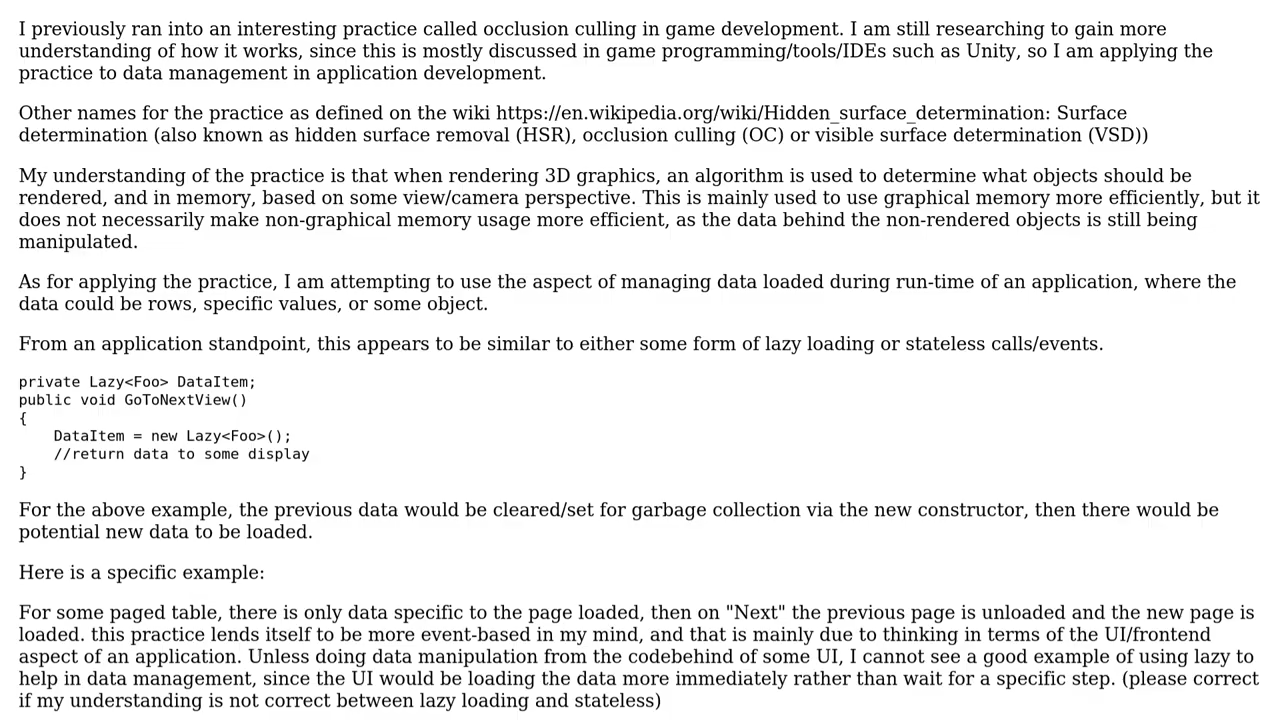 I previously ran into an interesting practice called occlusion culling in game development. I am still researching to gain more
understanding of how it works, since this is mostly discussed in game programming/tools/IDEs such as Unity, so I am applying the
practice to data management in application development.
Other names for the practice as defined on the wiki https://en.wikipedia.org/wiki/Hidden_surface_determination: Surface
determination (also known as hidden surface removal (HSR), occlusion culling (OC) or visible surface determination (VSD))
My understanding of the practice is that when rendering 3D graphics, an algorithm is used to determine what objects should be
rendered, and in memory, based on some view/camera perspective. This is mainly used to use graphical memory more efficiently, but it
does not necessarily make non-graphical memory usage more efficient, as the data behind the non-rendered objects is still being
manipulated.
As for applying the practice, I am attempting to use the aspect of managing data loaded during run-time of an application, where the
data could be rows, specific values, or some object.
From an application standpoint, this appears to be similar to either some form of lazy loading or stateless calls/events.
private Lazy<Foo> DataItem;
public void GoToNextView()
{
    DataItem = new Lazy<Foo>();
    //return data to some display
}
For the above example, the previous data would be cleared/set for garbage collection via the new constructor, then there would be
potential new data to be loaded.
Here is a specific example:
For some paged table, there is only data specific to the page loaded, then on "Next" the previous page is unloaded and the new page is
loaded. this practice lends itself to be more event-based in my mind, and that is mainly due to thinking in terms of the UI/frontend
aspect of an application. Unless doing data manipulation from the codebehind of some UI, I cannot see a good example of using lazy to
help in data management, since the UI would be loading the data more immediately rather than wait for a specific step. (please correct
if my understanding is not correct between lazy loading and stateless)